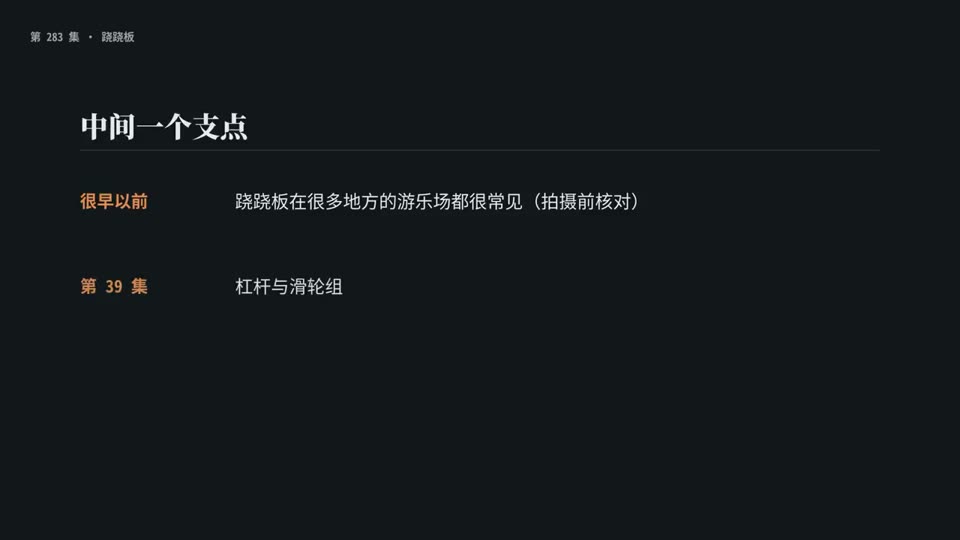 第 283 集 · 跷跷板
中间一个支点
很早以前 跷跷板在很多地方的游乐场都很常见（拍摄前核对）
第 39 集 杠杆与滑轮组